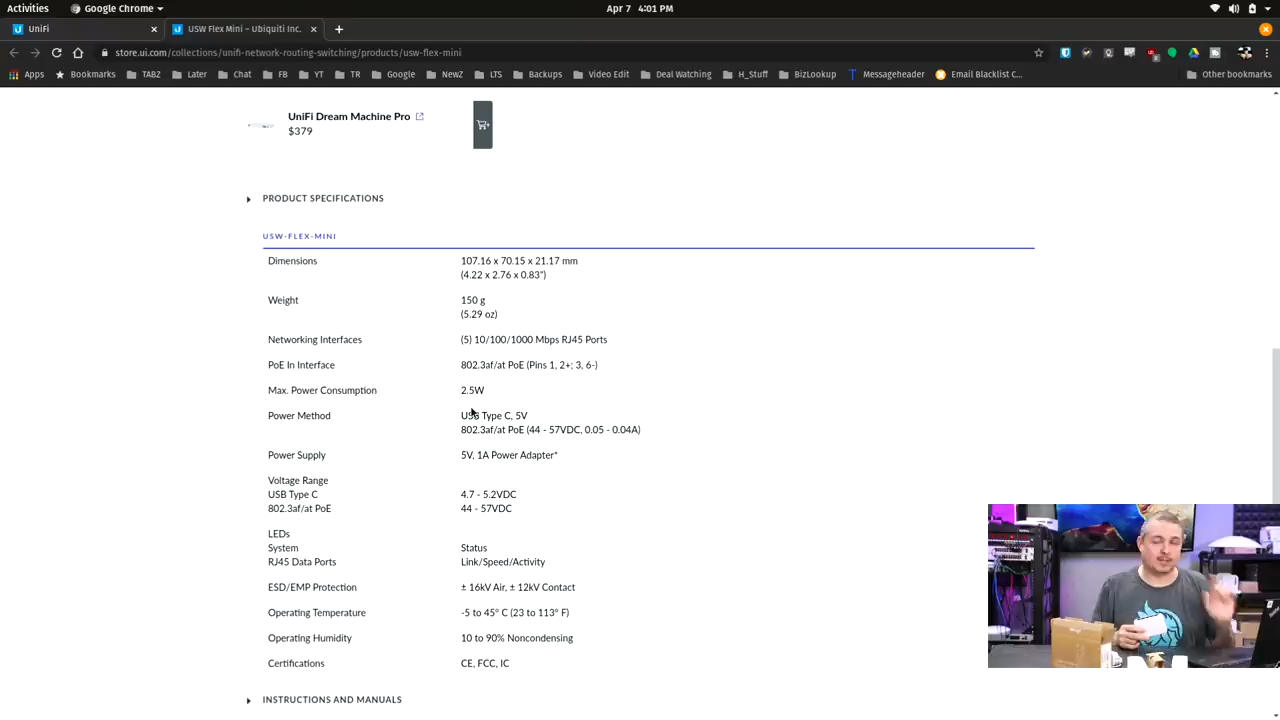 Activities
Google Chrome
Apr 7 4:01 PM
UniFi
USW Flex Mini – Ubiquiti Inc.
store.ui.com/collections/unifi-network-routing-switching/products/usw-flex-mini
Apps Bookmarks TABZ Later Chat FB YT TR Google NewZ LTS Backups Video Edit Deal Watching H_Stuff BizLookup Messageheader Email Blacklist C... Other bookmarks
UniFi Dream Machine Pro
$379
PRODUCT SPECIFICATIONS
USW-FLEX-MINI
Dimensions 107.16 x 70.15 x 21.17 mm
(4.22 x 2.76 x 0.83")
Weight 150 g
(5.29 oz)
Networking Interfaces (5) 10/100/1000 Mbps RJ45 Ports
PoE In Interface 802.3af/at PoE (Pins 1, 2+; 3, 6-)
Max. Power Consumption 2.5W
Power Method USB Type C, 5V
802.3af/at PoE (44 - 57VDC, 0.05 - 0.04A)
Power Supply 5V, 1A Power Adapter*
Voltage Range
USB Type C 4.7 - 5.2VDC
802.3af/at PoE 44 - 57VDC
LEDs
System Status
RJ45 Data Ports Link/Speed/Activity
ESD/EMP Protection ± 16kV Air, ± 12kV Contact
Operating Temperature -5 to 45° C (23 to 113° F)
Operating Humidity 10 to 90% Noncondensing
Certifications CE, FCC, IC
INSTRUCTIONS AND MANUALS